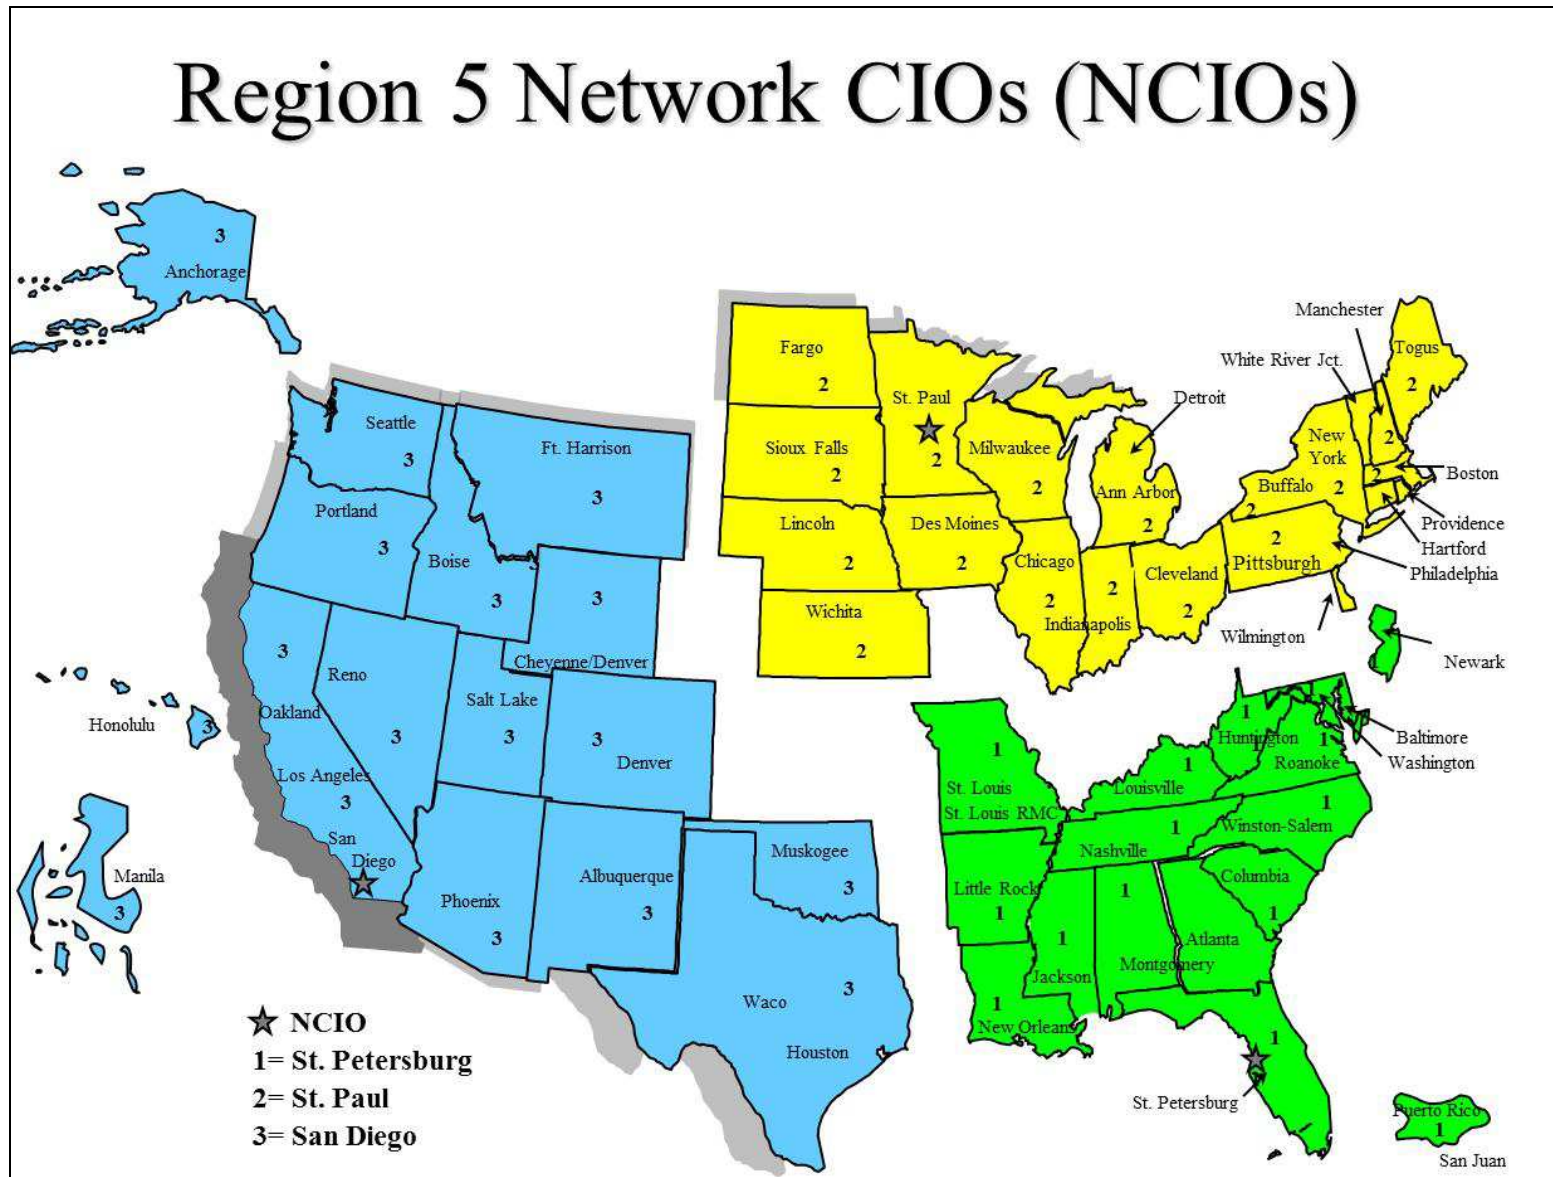 Region 5 Network CIOs (NCIOs)
3
Anchorage
Seattle
3
Ft. Harrison
3
Portland
3
Boise
3
3
Cheyenne/Denver
3
Oakland
Reno
3
Salt Lake
3
3
Denver
Honolulu
3
Los Angeles
3
San
Diego
Manila
3
Phoenix
3
Albuquerque
3
Muskogee
3
Waco
3
Houston
Fargo
2
St. Paul
2
Sioux Falls
2
Milwaukee
2
Detroit
Ann Arbor
2
Lincoln
2
Des Moines
2
Chicago
2
2
Indianapolis
Cleveland
2
Wichita
2
Manchester
White River Jct.
Togus
2
2
New
York
2
Buffalo
2
2
Boston
Providence
Hartford
Philadelphia
2
Pittsburgh
Wilmington
Newark
1
St. Louis
St. Louis RMC
1
Louisville
1
Huntington
1
Roanoke
Baltimore
Washington
1
Winston-Salem
1
Nashville
Little Rock
1
Columbia
1
1
Jackson
1
Montgomery
Atlanta
1
New Orleans
1
St. Petersburg
Puerto Rico
1
San Juan
NCIO
1= St. Petersburg
2= St. Paul
3= San Diego